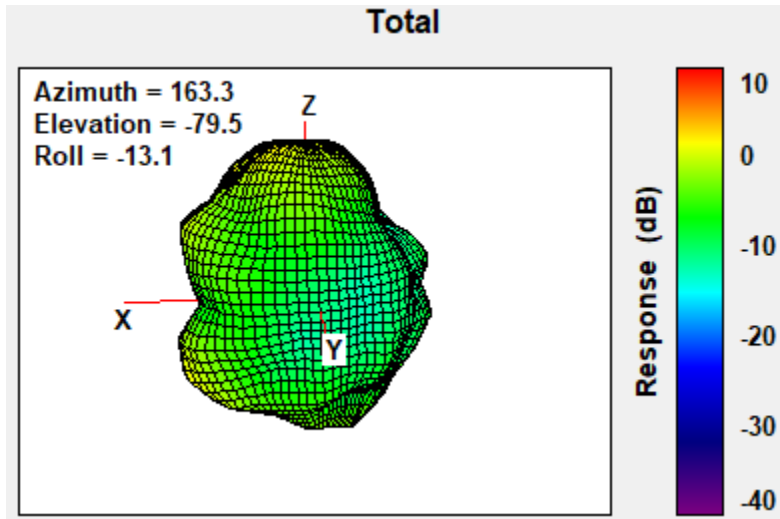 Total
Azimuth = 163.3
Elevation = -79.5
Roll = -13.1
Z
X
Y
Response (dB)
10
0
-10
-20
-30
-40